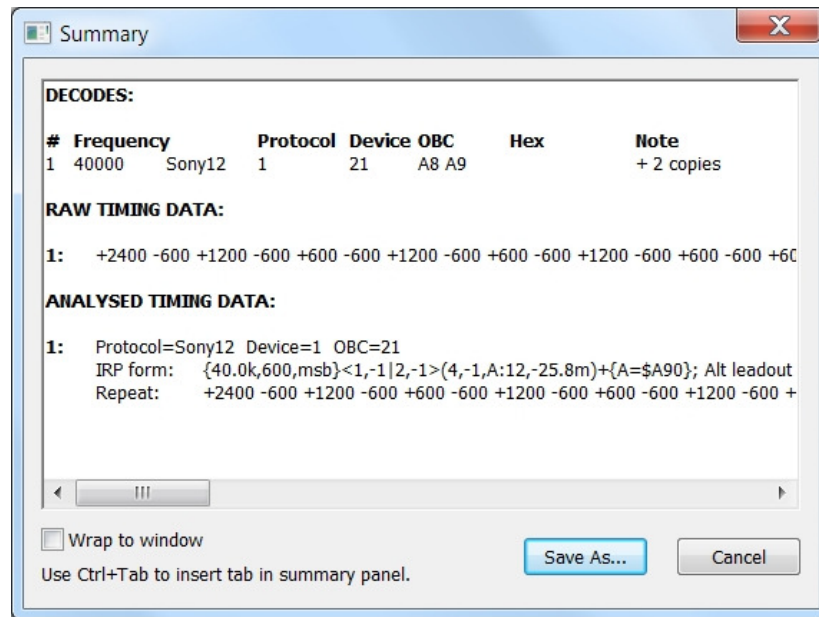 Summary
DECODES:
# Frequency Protocol Device OBC Hex Note
1 40000 Sony12 1 21 A8 A9 + 2 copies
RAW TIMING DATA:
1: +2400 -600 +1200 -600 +600 -600 +1200 -600 +600 -600 +1200 -600 +600 -600 +60
ANALYSED TIMING DATA:
1: Protocol=Sony12 Device=1 OBC=21
IRP form: {40.0k,600,msb}<1,-1|2,-1>(4,-1,A:12,-25.8m)+{A=$A90}; Alt leadout
Repeat: +2400 -600 +1200 -600 +600 -600 +1200 -600 +600 -600 +1200 -600 +
Wrap to window
Save As...
Cancel
Use Ctrl+Tab to insert tab in summary panel.